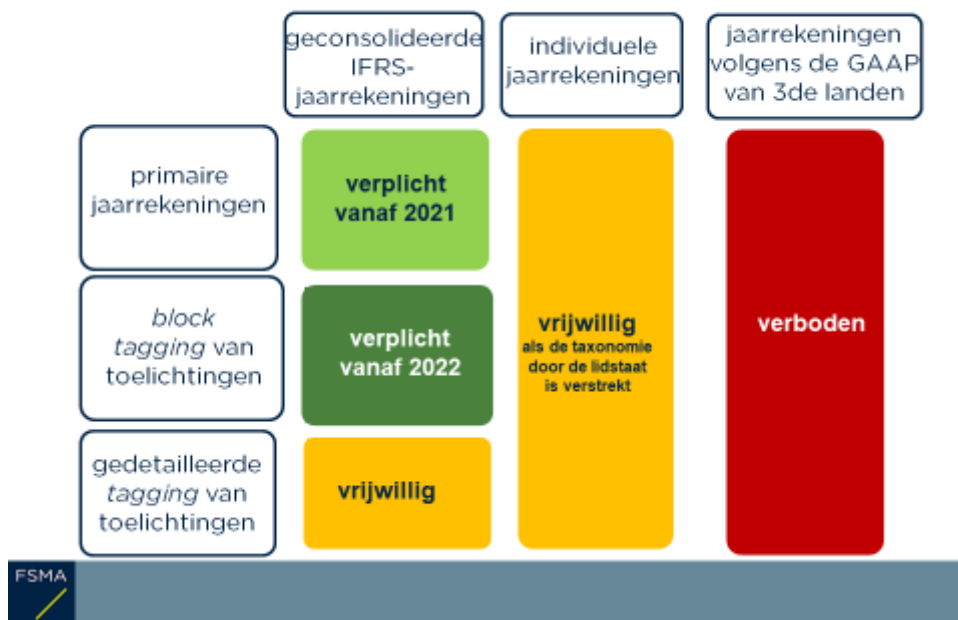 geconsolideerde
IFRS-
jaarrekeningen
individuele
jaarrekeningen
jaarrekeningen
volgens de GAAP
van 3de landen
primaire
jaarrekeningen
verplicht
vanaf 2021
block
tagging van
toelichtingen
verplicht
vanaf 2022
vrijwillig
als de taxonomie
door de lidstaat
is verstrekt
verboden
gedetailleerde
tagging van
toelichtingen
vrijwillig
FSMA